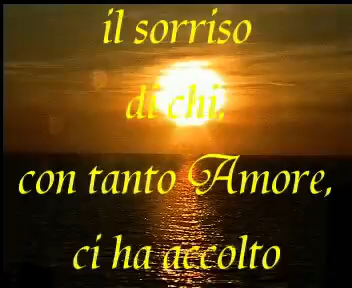 il sorriso
di chi,
con tanto Amore,
ci ha accolto